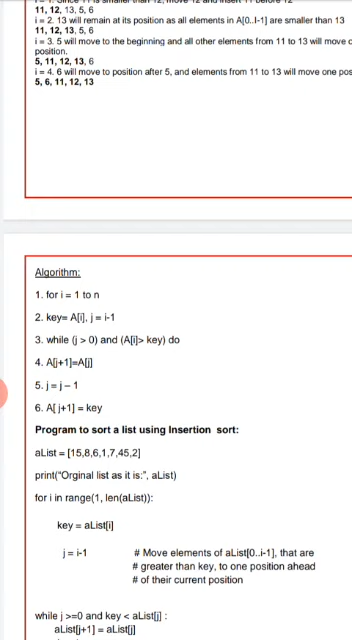 11, 12, 13, 5, 6
i = 2. 13 will remain at its position as all elements in A[0..I-1] are smaller than 13
11, 12, 13, 5, 6
i = 3. 5 will move to the beginning and all other elements from 11 to 13 will move
position.
5, 11, 12, 13, 6
i = 4. 6 will move to position after 5, and elements from 11 to 13 will move one
5, 6, 11, 12, 13
Algorithm:
1. for i = 1 to n
2. key= A[i], j = i-1
3. while (j > 0) and (A[i]> key) do
4. A[j+1]=A[j]
5. j = j – 1
6. A[ j+1] = key
Program to sort a list using Insertion sort:
aList = [15,8,6,1,7,45,2]
print("Orginal list as it is:", aList)
for i in range(1, len(aList)):
key = aList[i]
j = i-1 # Move elements of aList[0..i-1], that are
# greater than key, to one position ahead
# of their current position
while j >=0 and key < aList[j] :
aList[j+1] = aList[j]